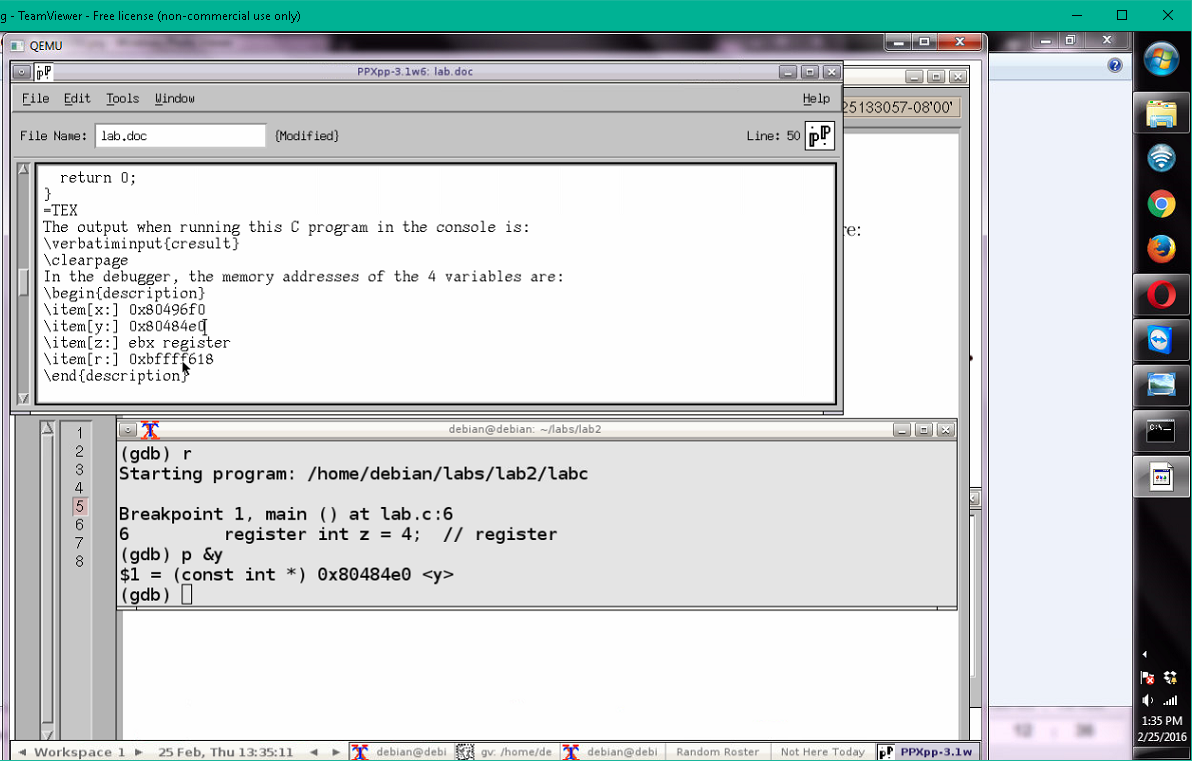 g - TeamViewer - Free license (non-commercial use only)
QEMU
PPXpp-3.1w6: lab.doc
File Edit Tools Window Help
25133057-08'00'
File Name: lab.doc (Modified) Line: 50
return 0;
}
=TEX
The output when running this C program in the console is:
re:
\verbatiminput{cresult}
\clearpage
In the debugger, the memory addresses of the 4 variables are:
\begin{description}
\item[x:] 0x80496f0
\item[y:] 0x80484e0
\item[z:] ebx register
\item[r:] 0xbffff618
\end{description}
debian@debian: ~/labs/lab2
1
2
3
4
5
6
7
8
(gdb) r
Starting program: /home/debian/labs/lab2/labc
Breakpoint 1, main () at lab.c:6
6 register int z = 4; // register
(gdb) p &y
$1 = (const int *) 0x80484e0 <y>
(gdb)
1:35 PM
2/25/2016
Workspace 1 25 Feb, Thu 13:35:11 debian@debi gv: /home/de debian@debi Random Roster Not Here Today PPXpp-3.1w